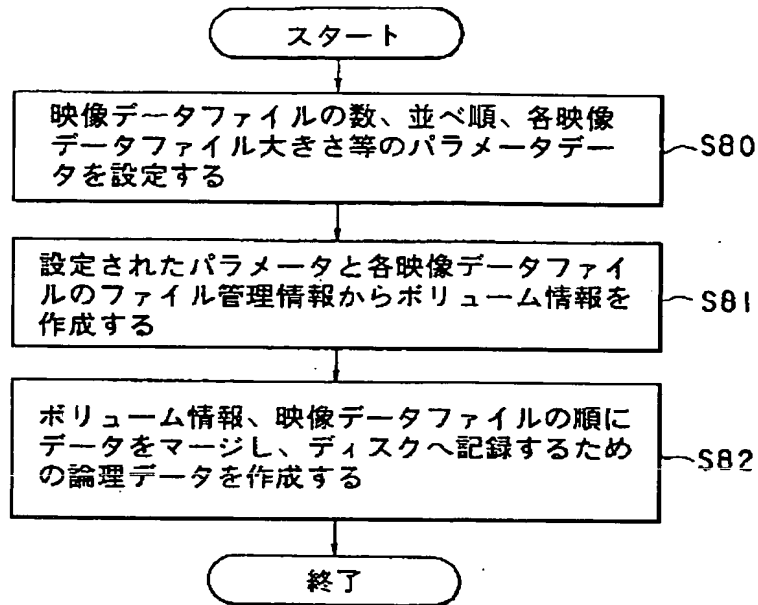 スタート
映像データファイルの数、並べ順、各映像
データファイル大きさ等のパラメータデー
タを設定する
S80
設定されたパラメータと各映像データファイ
ルのファイル管理情報からボリューム情報を
作成する
S81
ボリューム情報、映像データファイルの順に
データをマージし、ディスクへ記録するため
の論理データを作成する
S82
終了